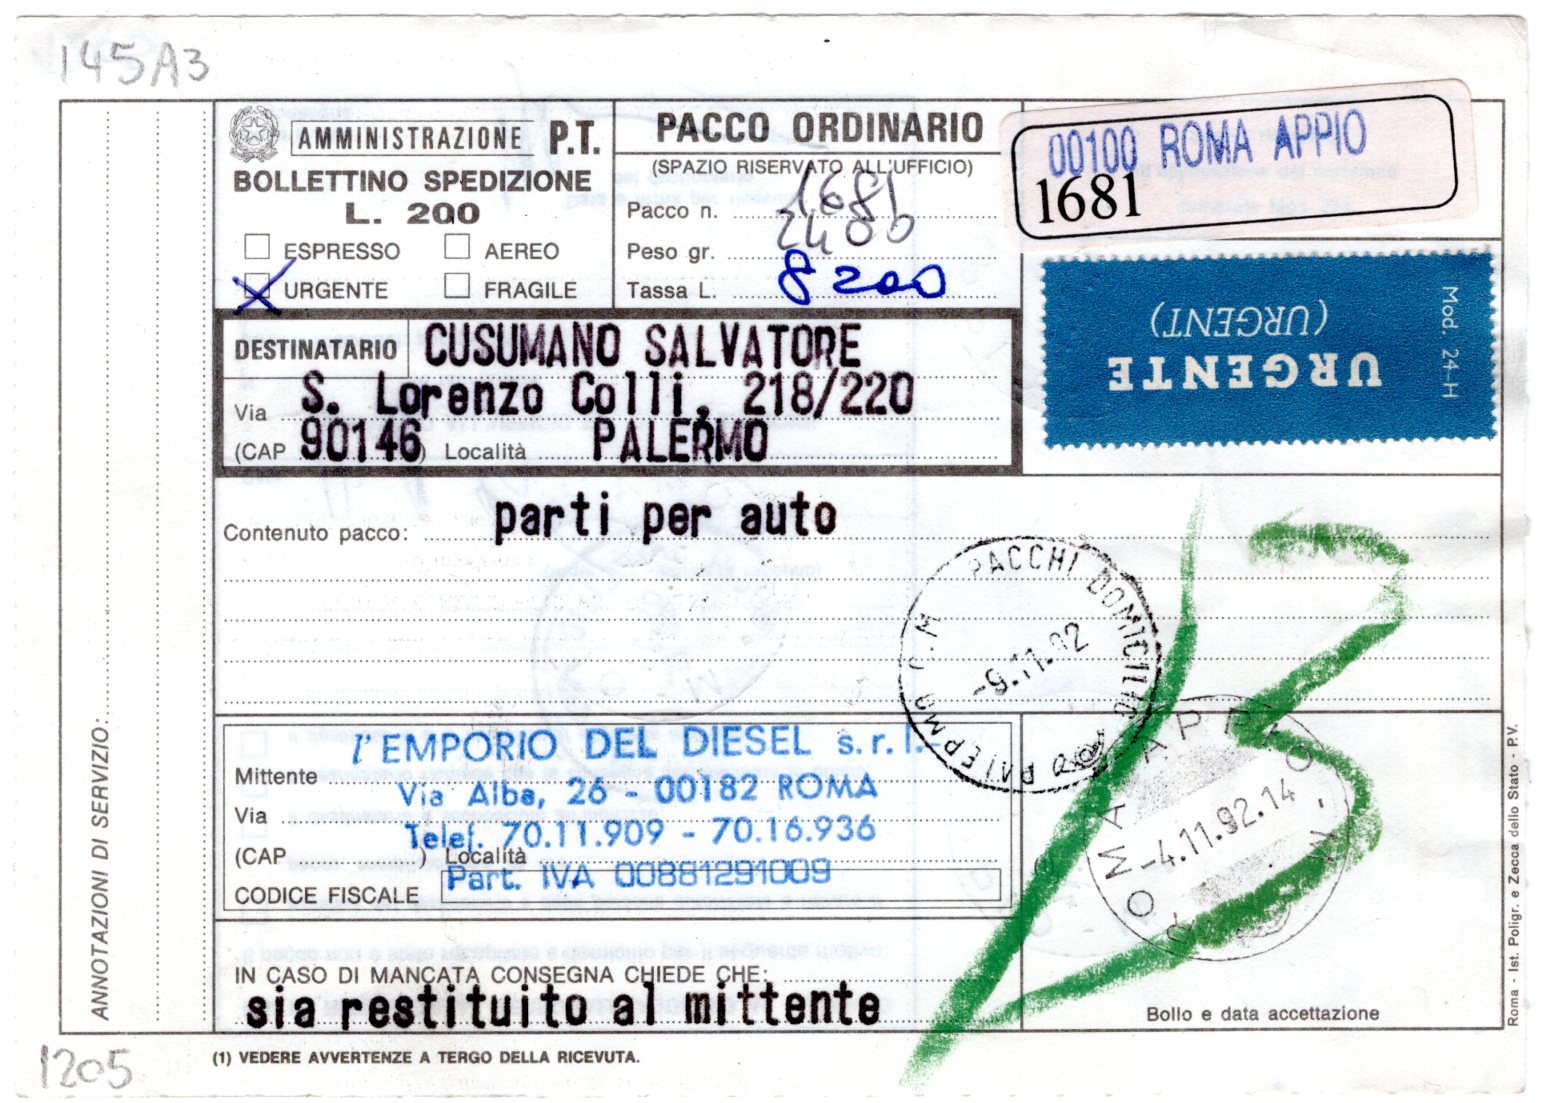 145A3
AMMINISTRAZIONE P.T.
BOLLETTINO SPEDIZIONE
L. 200
ESPRESSO AEREO
URGENTE FRAGILE
PACCO ORDINARIO
(SPAZIO RISERVATO ALL'UFFICIO)
Pacco n. 1681
Peso gr. 2400
Tassa L. 8200
00100 ROMA APPIO
1681
URGENTE
(URGENT)
Mod. 24-H
DESTINATARIO CUSUMANO SALVATORE
Via S. Lorenzo Colli, 218/220
(CAP 90146) Località PALERMO
Contenuto pacco: parti per auto
PALERMO C.M PACCHI DOMICILIO
-9.11.92
l'EMPORIO DEL DIESEL s.r.l.-
Mittente
Via Alba, 26 - 00182 ROMA
Via
Telef. 70.11.909 - 70.16.936
(CAP ) Località
Part. IVA 00881291009
CODICE FISCALE
ROMA APPIO
-4.11.92.14
IN CASO DI MANCATA CONSEGNA CHIEDE CHE:
sia restituito al mittente
Bollo e data accettazione
(1) VEDERE AVVERTENZE A TERGO DELLA RICEVUTA.
1205
ANNOTAZIONI DI SERVIZIO:
Roma - Ist. Poligr. e Zecca dello Stato - P.V.